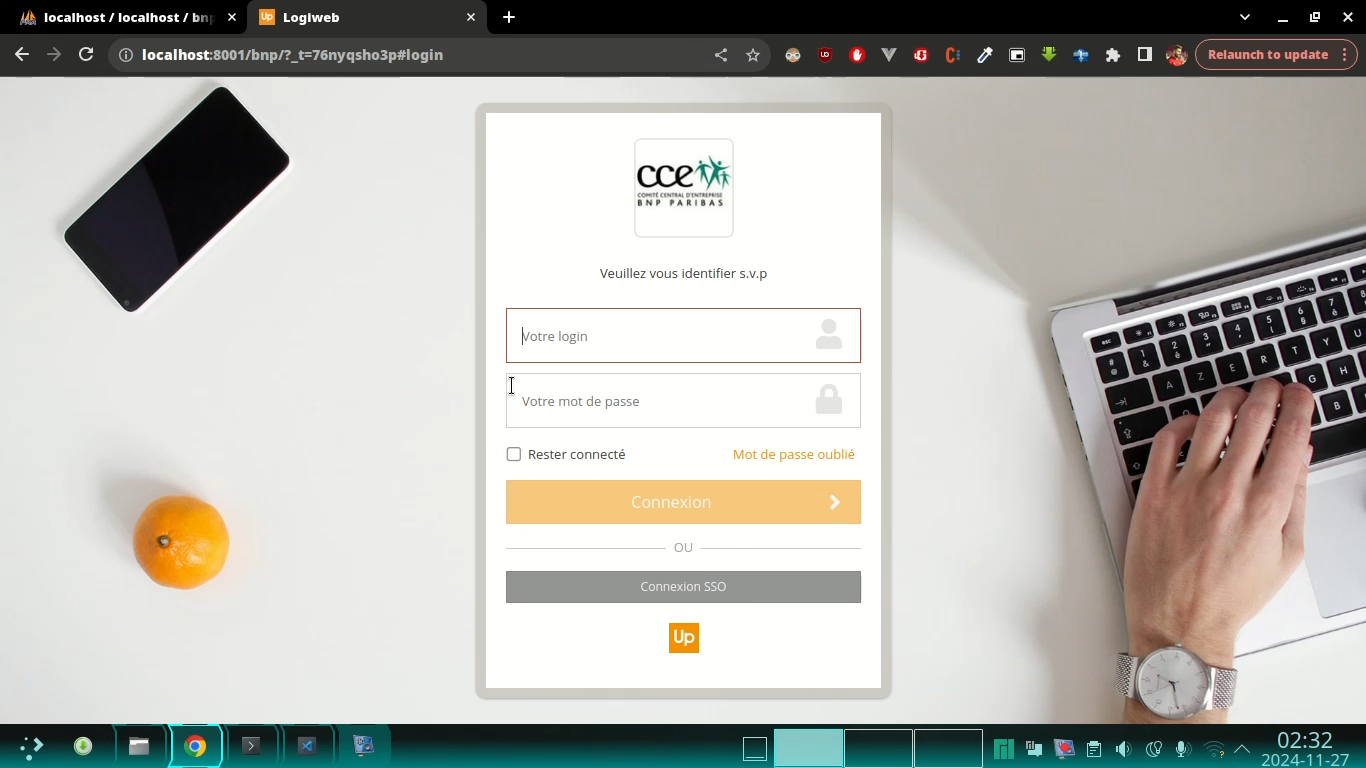 localhost / localhost / bnp
Logiweb
localhost:8001/bnp/?_t=76nyqsho3p#login
Relaunch to update
cce
COMITÉ CENTRAL D'ENTREPRISE
BNP PARIBAS
Veuillez vous identifier s.v.p
Votre login
Votre mot de passe
Rester connecté
Mot de passe oublié
Connexion
OU
Connexion SSO
Up
02:32
2024-11-27